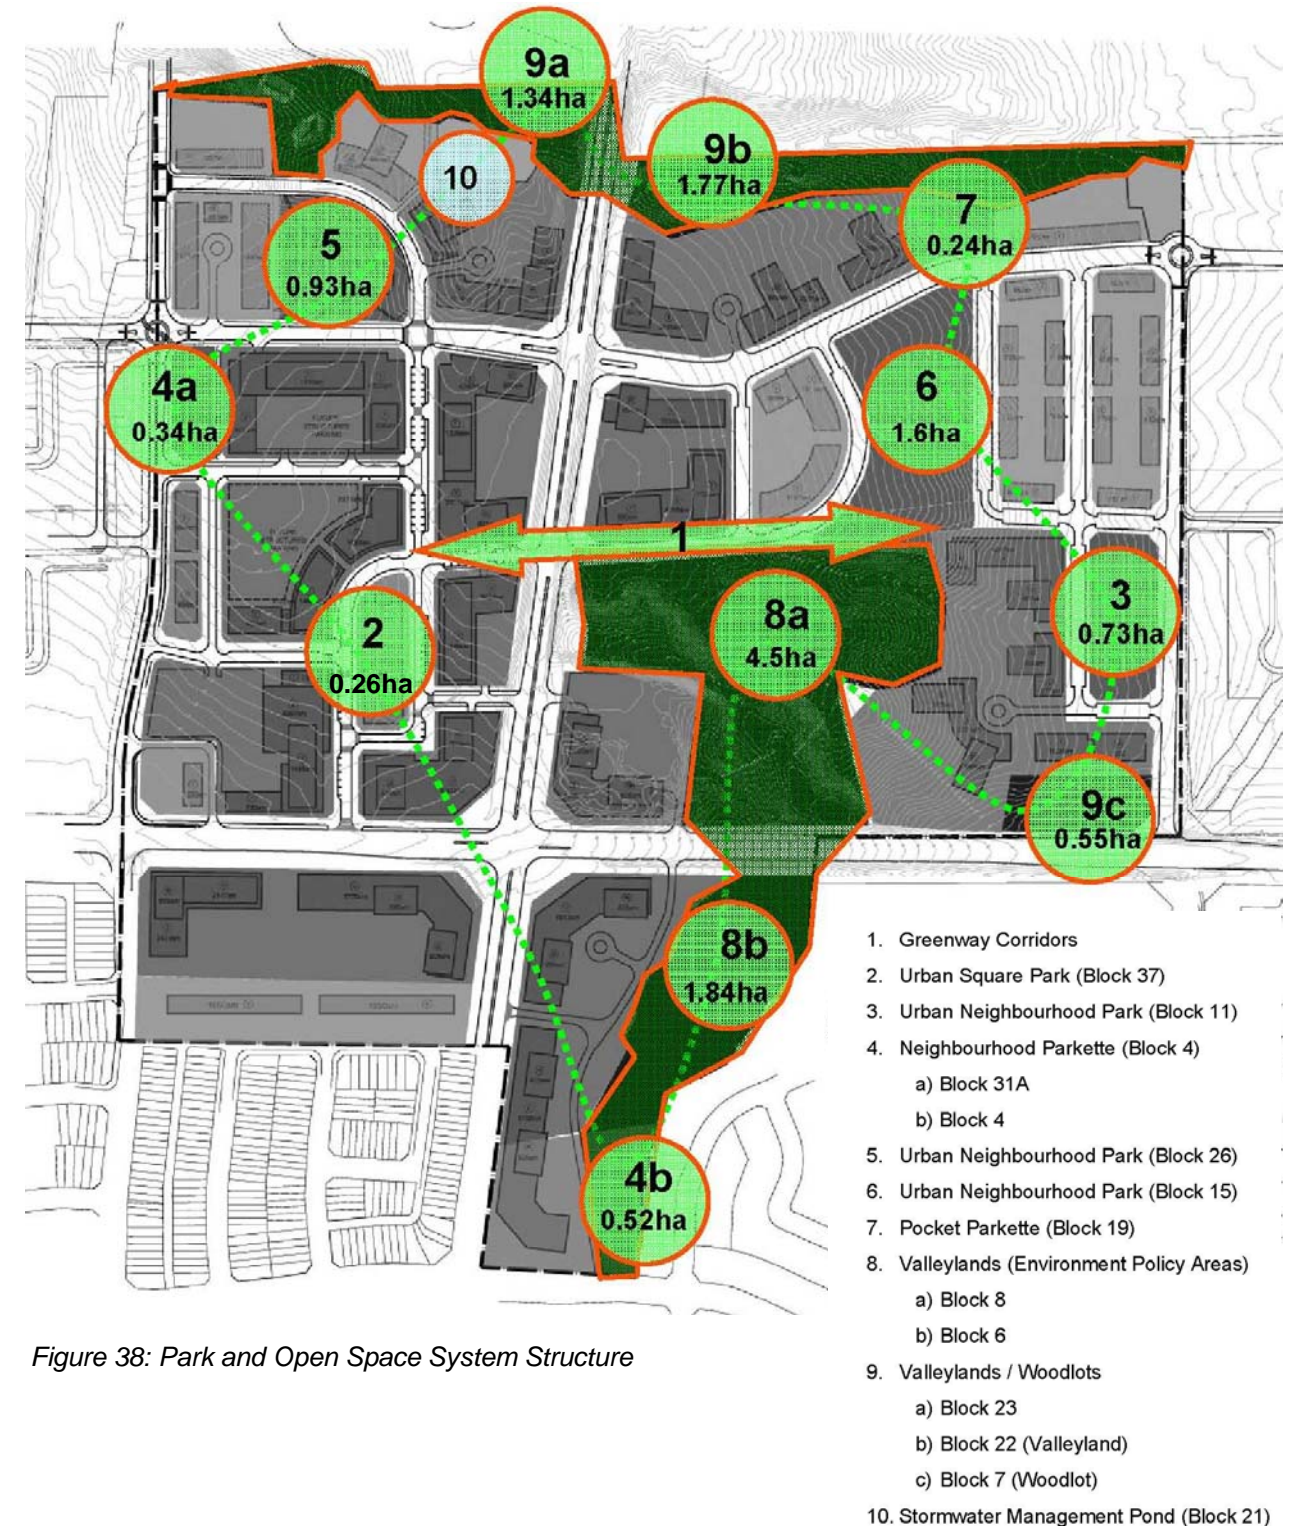 9a
1.34ha
9b
1.77ha
10
7
0.24ha
5
0.93ha
4a
0.34ha
6
1.6ha
1
8a
4.5ha
3
0.73ha
2
0.26ha
9c
0.55ha
8b
1.84ha
4b
0.52ha
1. Greenway Corridors
2. Urban Square Park (Block 37)
3. Urban Neighbourhood Park (Block 11)
4. Neighbourhood Parkette (Block 4)
a) Block 31A
b) Block 4
5. Urban Neighbourhood Park (Block 26)
6. Urban Neighbourhood Park (Block 15)
7. Pocket Parkette (Block 19)
8. Valleylands (Environment Policy Areas)
a) Block 8
b) Block 6
9. Valleylands / Woodlots
a) Block 23
b) Block 22 (Valleyland)
c) Block 7 (Woodlot)
10. Stormwater Management Pond (Block 21)
Figure 38: Park and Open Space System Structure